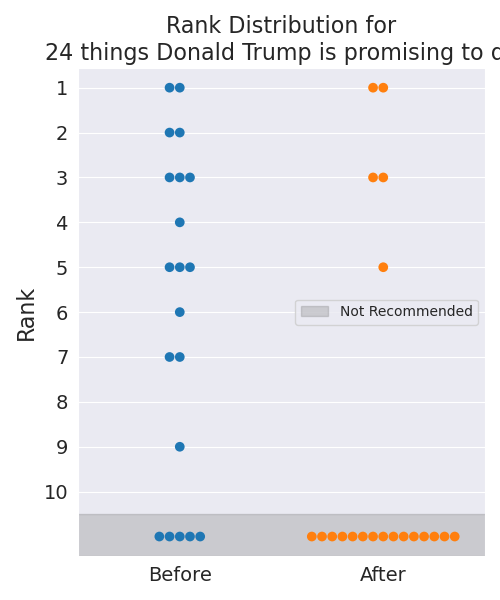 Rank Distribution for
24 things Donald Trump is promising to
1
2
3
4
5
6
7
8
9
10
Rank
Not Recommended
Before
After